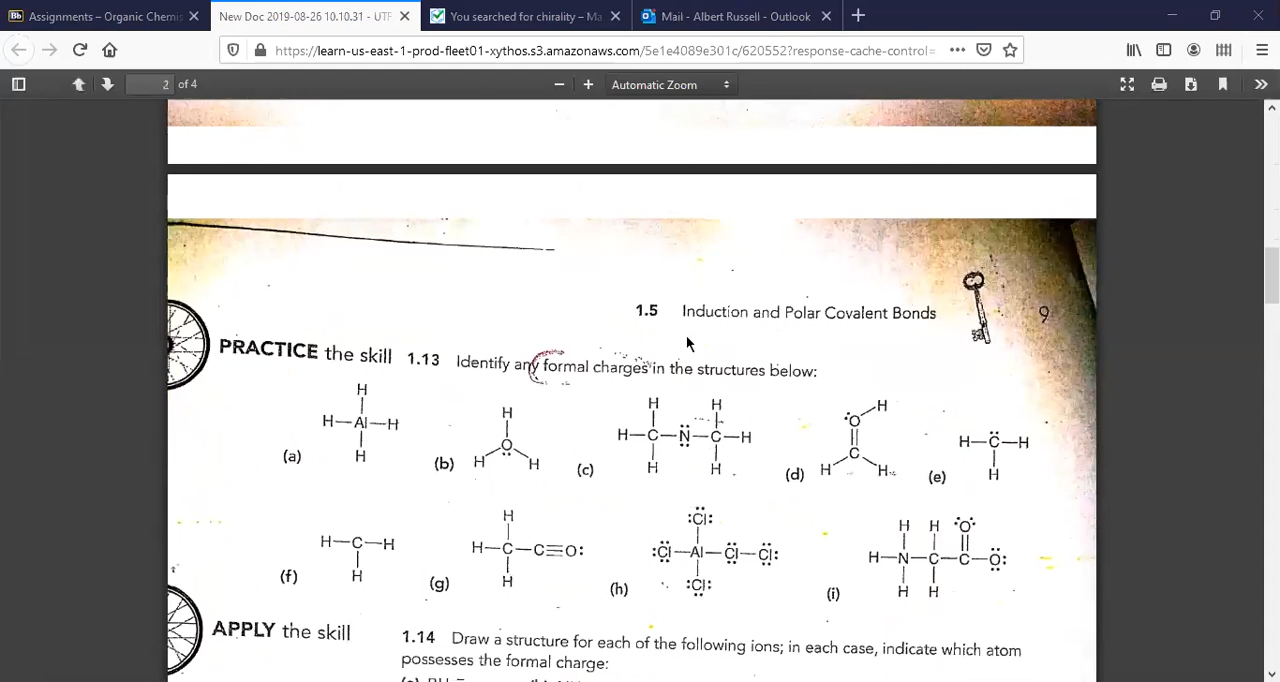 Assignments – Organic Chemis
New Doc 2019-08-26 10.10.31 - UTF
You searched for chirality – Ma
Mail - Albert Russell - Outlook
https://learn-us-east-1-prod-fleet01-xythos.s3.amazonaws.com/5e1e4089e301c/620552?response-cache-control=
2 of 4
Automatic Zoom
1.5 Induction and Polar Covalent Bonds 9
PRACTICE the skill 1.13 Identify any formal charges in the structures below:
H H H H H
H—Al—H H H—C—N—C—H O H—C—H
H H O H H H C H
(a) (b) (c) (d) H H (e)
H :Cl: H H O
H—C—H H—C—C≡O: :Cl—Al—Cl—Cl: H—N—C—C—O:
H H :Cl: H H
(f) (g) (h) (i)
APPLY the skill 1.14 Draw a structure for each of the following ions; in each case, indicate which atom
possesses the formal charge: